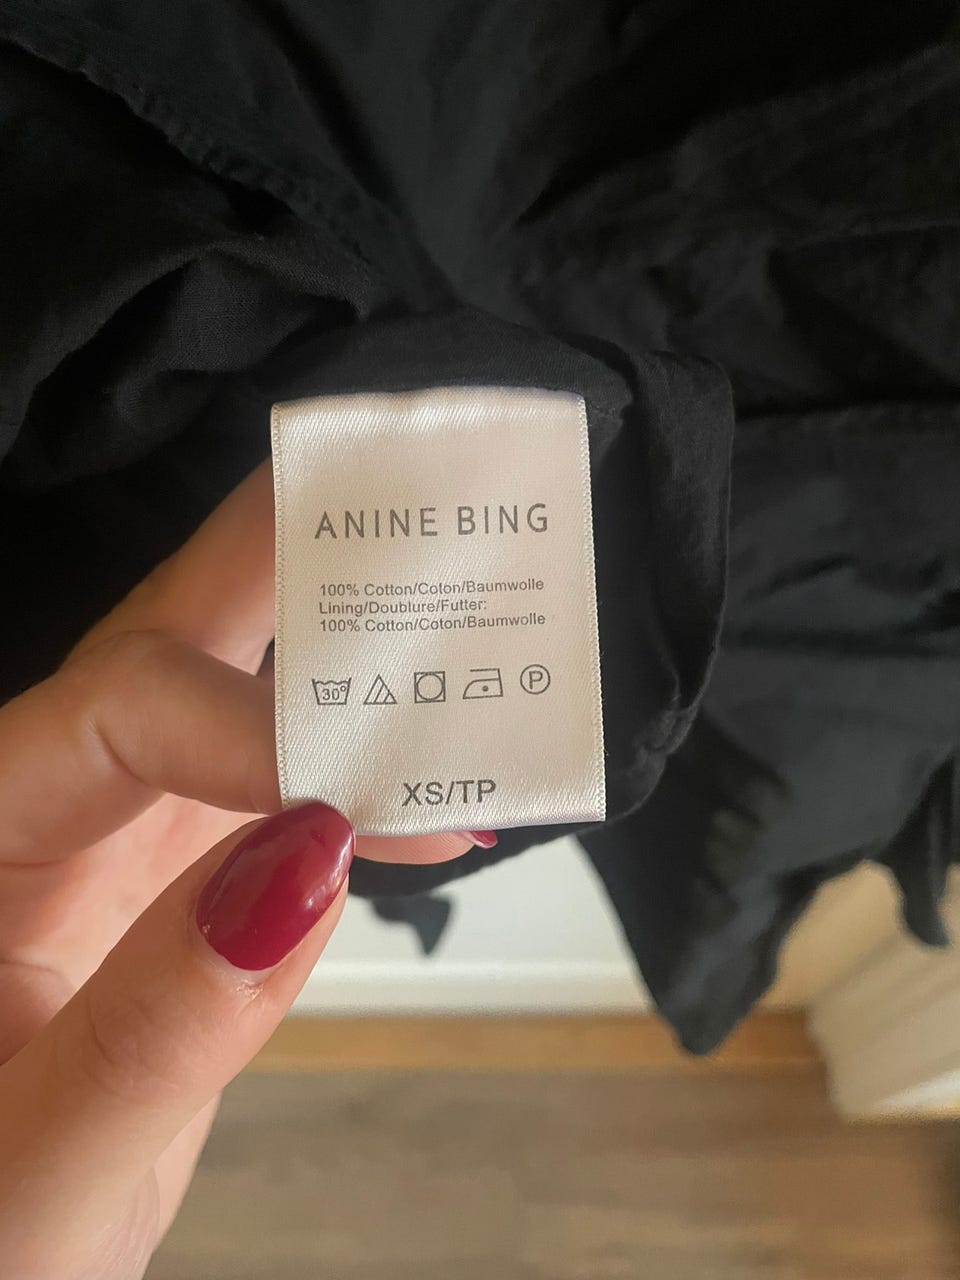 ANINE BING
100% Cotton/Coton/Baumwolle
Lining/Doublure/Futter:
100% Cotton/Coton/Baumwolle
30° P
XS/TP